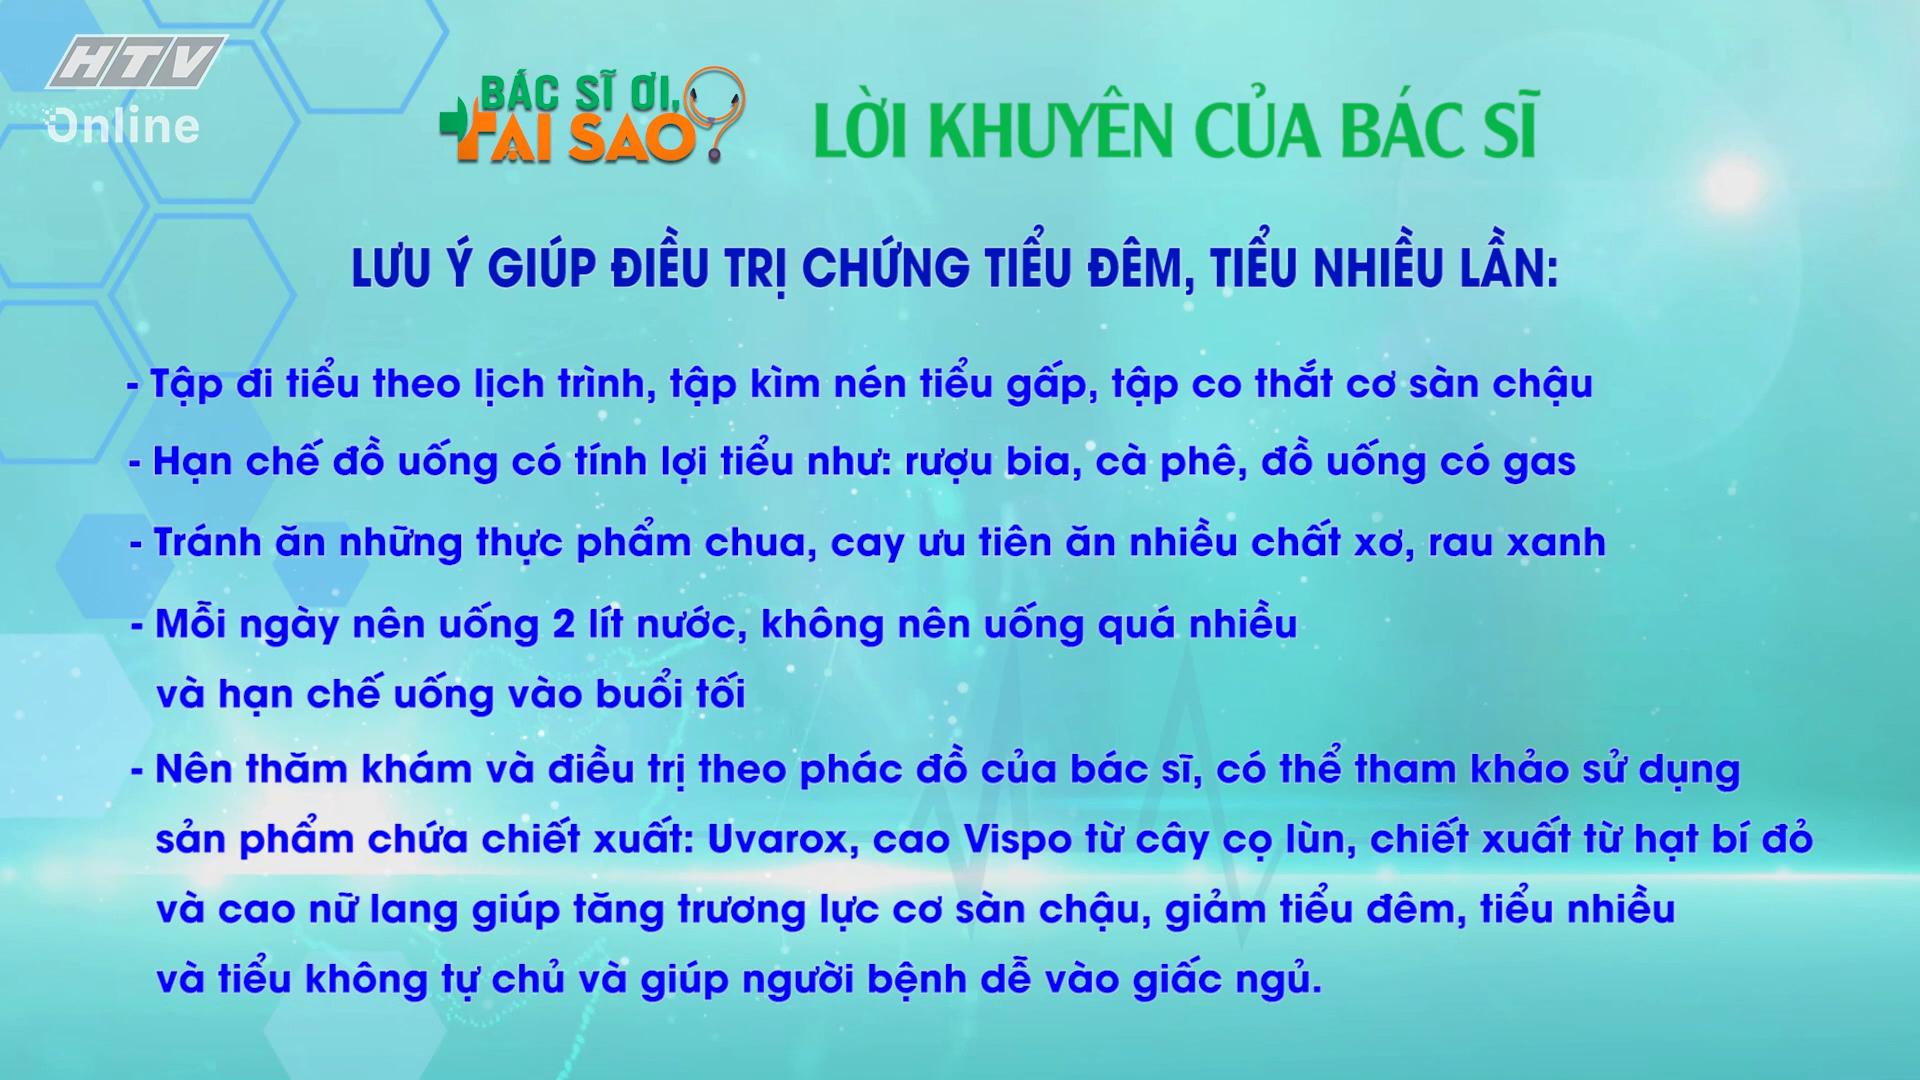 HTV
Online
BÁC SĨ ƠI,
TẠI SAO?
LỜI KHUYÊN CỦA BÁC SĨ
LƯU Ý GIÚP ĐIỀU TRỊ CHỨNG TIỂU ĐÊM, TIỂU NHIỀU LẦN:
- Tập đi tiểu theo lịch trình, tập kìm nén tiểu gấp, tập co thắt cơ sàn chậu
- Hạn chế đồ uống có tính lợi tiểu như: rượu bia, cà phê, đồ uống có gas
- Tránh ăn những thực phẩm chua, cay ưu tiên ăn nhiều chất xơ, rau xanh
- Mỗi ngày nên uống 2 lít nước, không nên uống quá nhiều
và hạn chế uống vào buổi tối
- Nên thăm khám và điều trị theo phác đồ của bác sĩ, có thể tham khảo sử dụng
sản phẩm chứa chiết xuất: Uvarox, cao Vispo từ cây cọ lùn, chiết xuất từ hạt bí đỏ
và cao nữ lang giúp tăng trương lực cơ sàn chậu, giảm tiểu đêm, tiểu nhiều
và tiểu không tự chủ và giúp người bệnh dễ vào giấc ngủ.